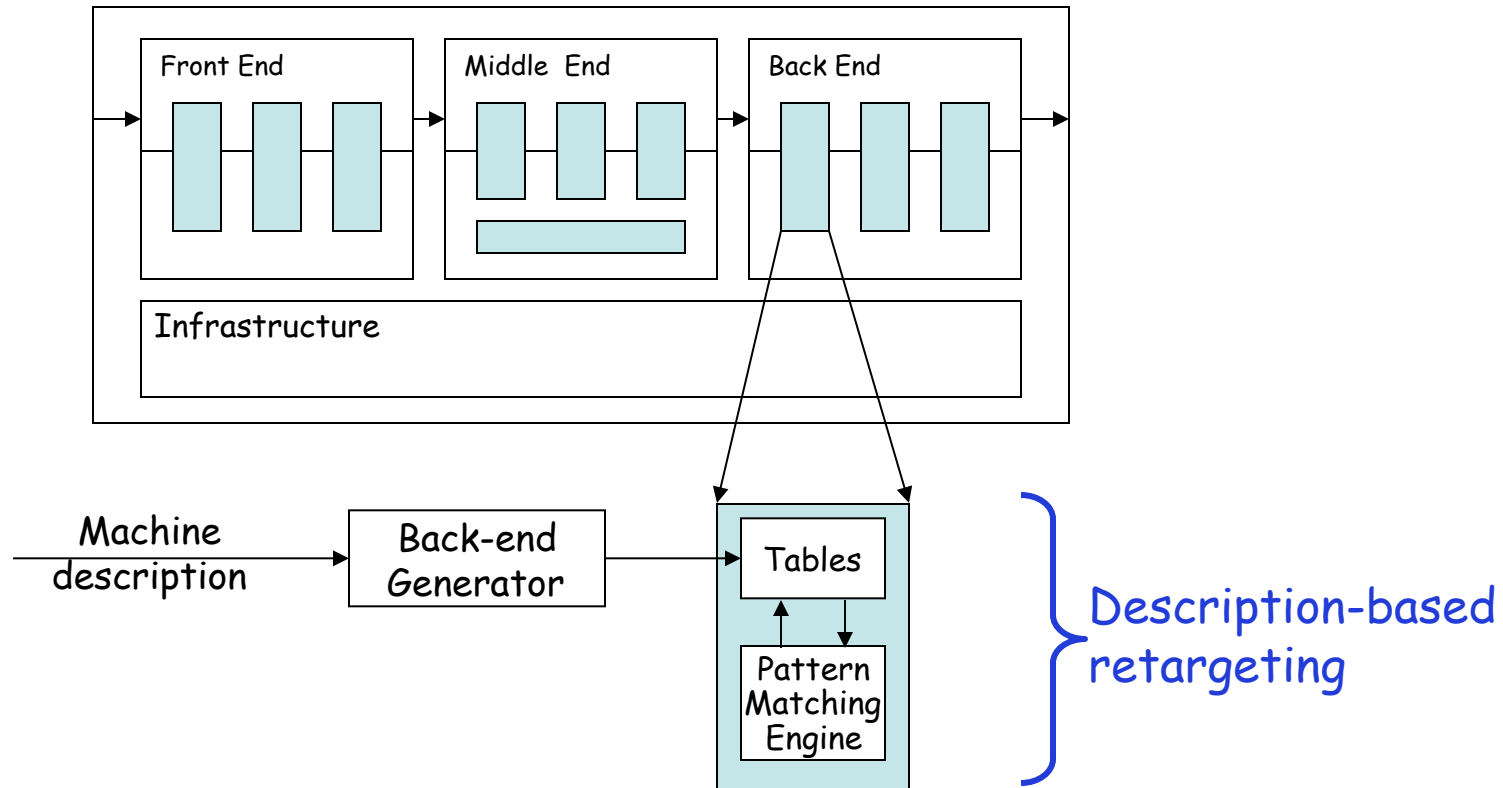 Front End
Middle End
Back End
Infrastructure
Machine
description
Back-end
Generator
Tables
Pattern
Matching
Engine
Description-based
retargeting